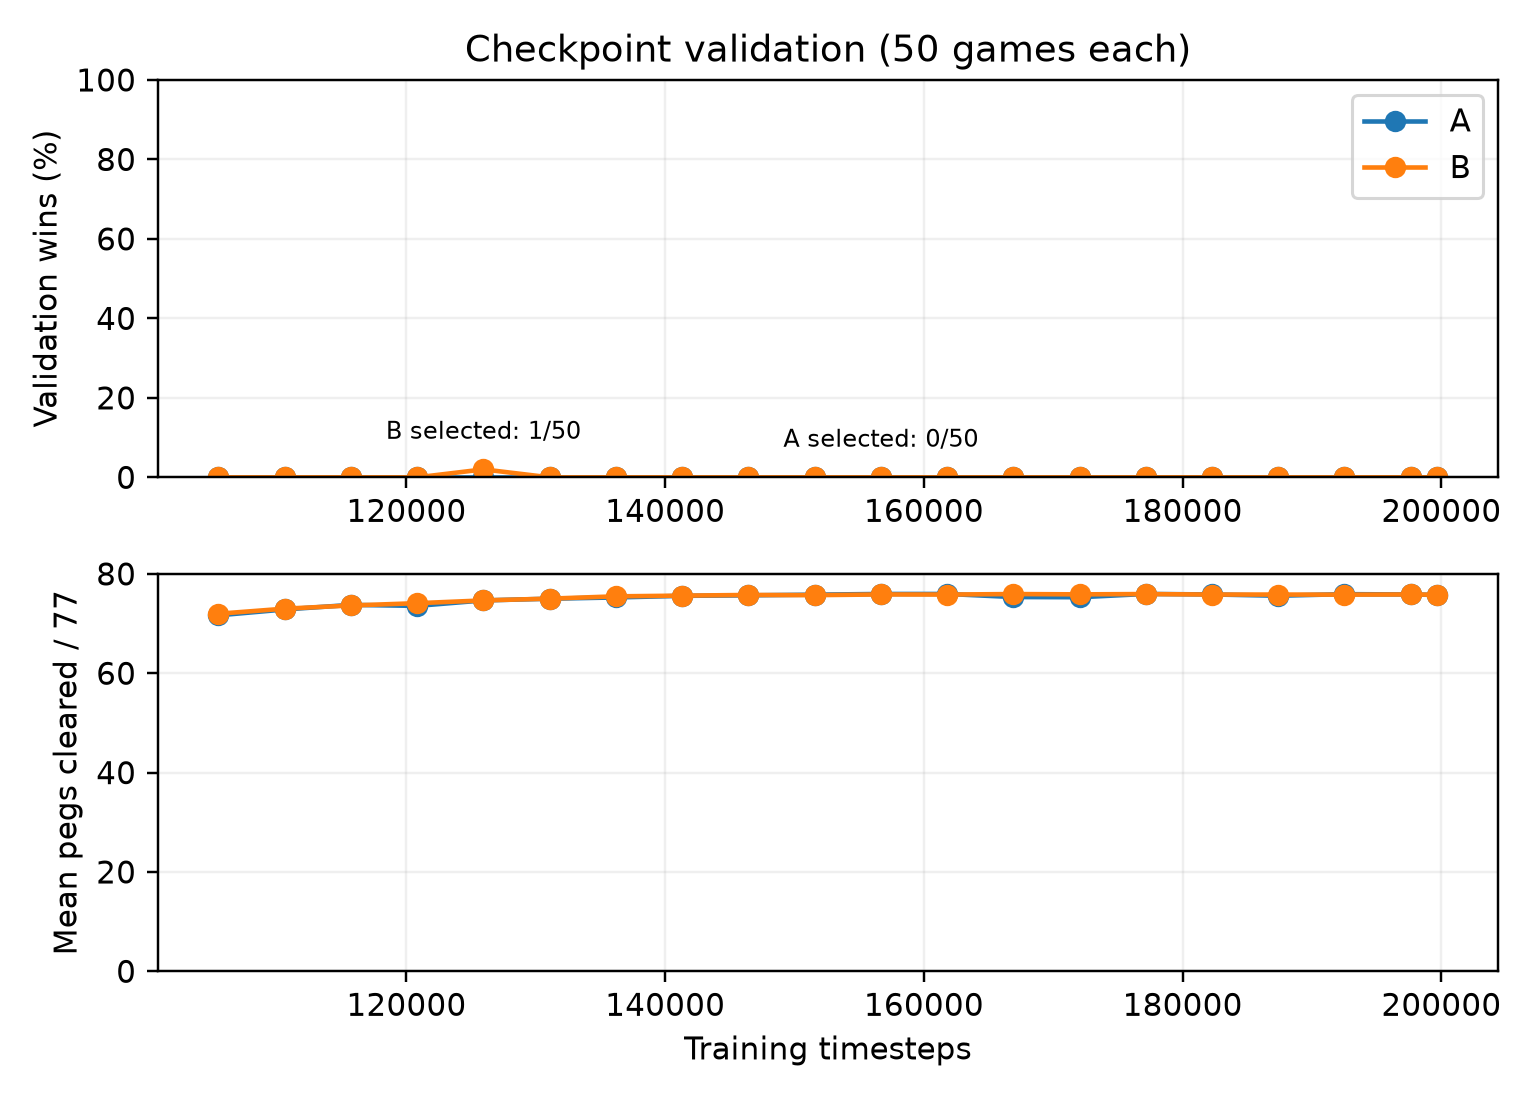 Checkpoint validation (50 games each)
Validation wins (%)
100
80
60
40
20
0
A
B
B selected: 1/50
A selected: 0/50
120000 140000 160000 180000 200000
Mean pegs cleared / 77
80
60
40
20
0
120000 140000 160000 180000 200000
Training timesteps